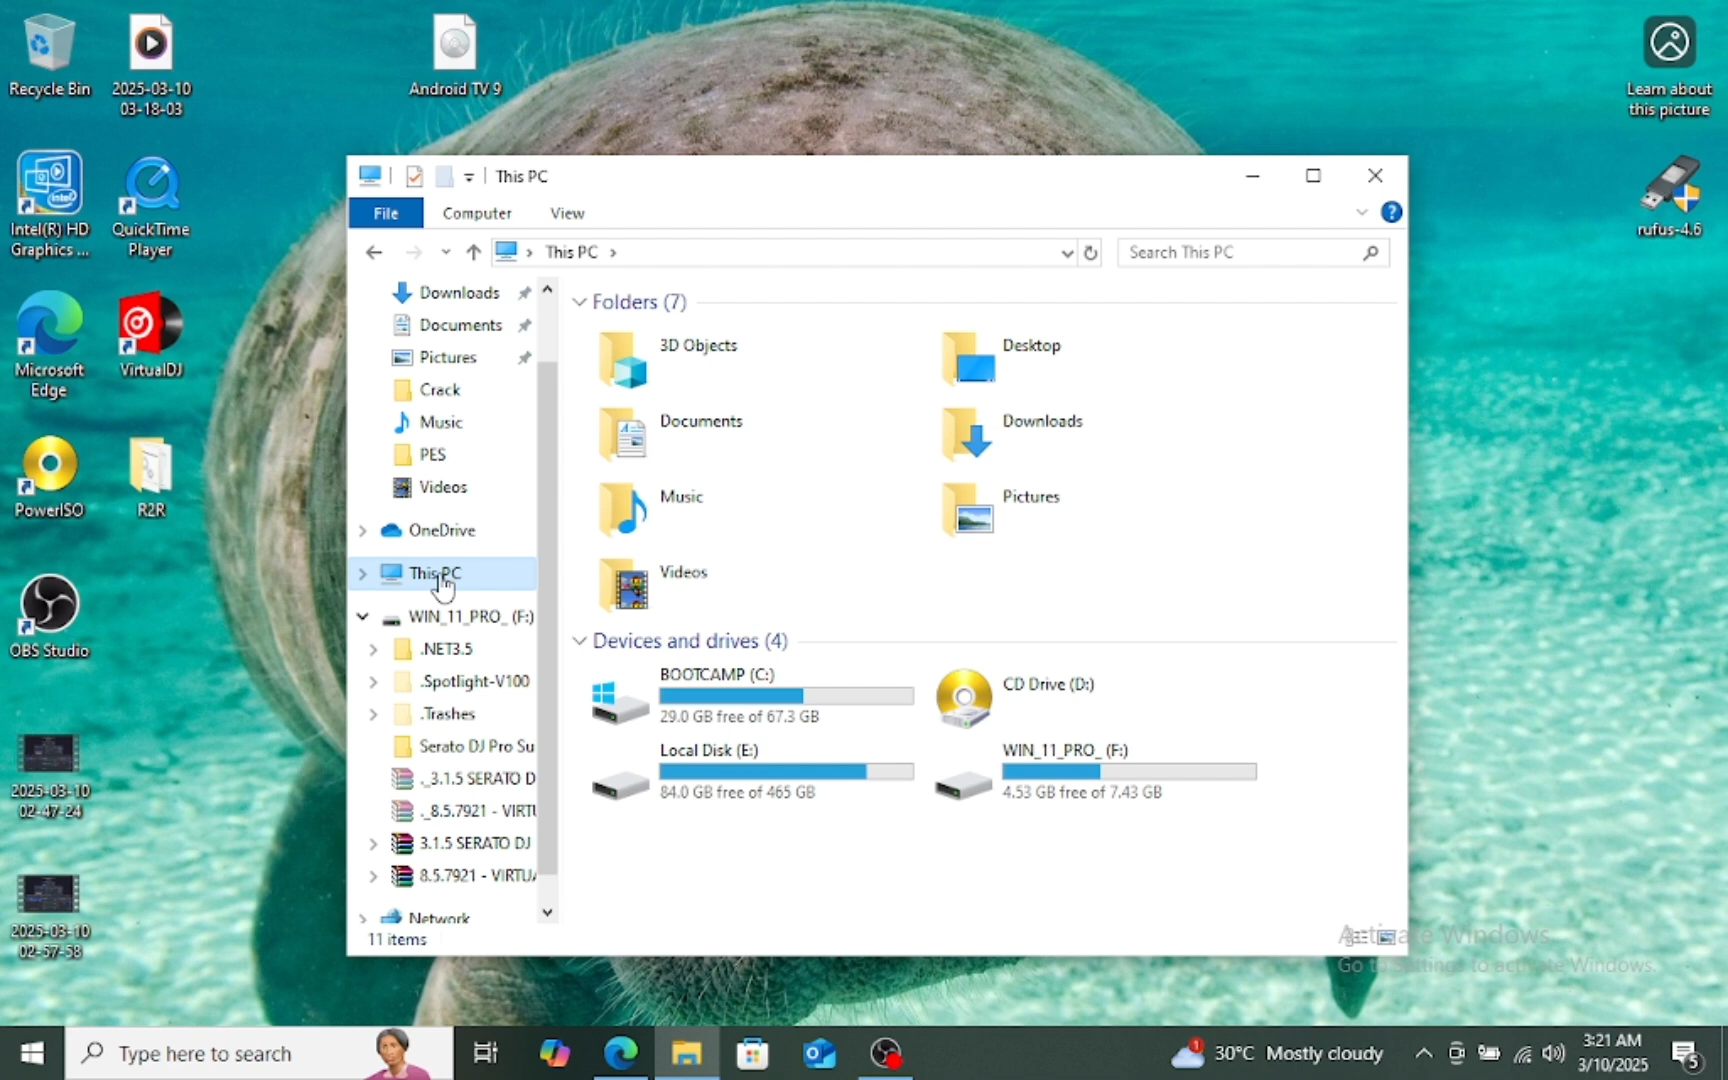 Recycle Bin
2025-03-10
03-18-03
Android TV 9
Learn about
this picture
Intel(R) HD
Graphics ...
QuickTime
Player
rufus-4.6
Microsoft
Edge
VirtualDJ
PowerISO
R2R
OBS Studio
2025-03-10
02-47-24
2025-03-10
02-57-58
This PC
File
Computer
View
This PC
Search This PC
Downloads
Documents
Pictures
Crack
Music
PES
Videos
OneDrive
This PC
WIN_11_PRO_ (F:)
.NET3.5
.Spotlight-V100
.Trashes
Serato DJ Pro Su
._3.1.5 SERATO D
._8.5.7921 - VIRTU
3.1.5 SERATO DJ
8.5.7921 - VIRTUA
Network
11 items
Folders (7)
3D Objects
Desktop
Documents
Downloads
Music
Pictures
Videos
Devices and drives (4)
BOOTCAMP (C:)
29.0 GB free of 67.3 GB
CD Drive (D:)
Local Disk (E:)
84.0 GB free of 465 GB
WIN_11_PRO_ (F:)
4.53 GB free of 7.43 GB
Activate Windows
Go to Settings to activate Windows.
Type here to search
1
30°C Mostly cloudy
3:21 AM
3/10/2025
5